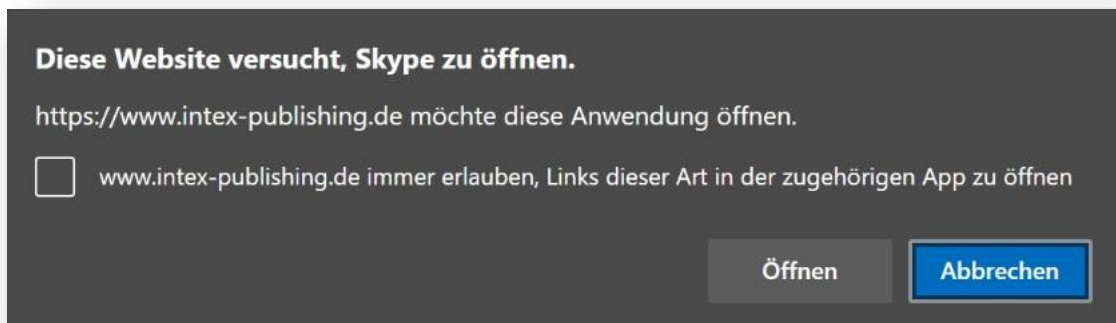 Diese Website versucht, Skype zu öffnen.
https://www.intex-publishing.de möchte diese Anwendung öffnen.
www.intex-publishing.de immer erlauben, Links dieser Art in der zugehörigen App zu öffnen
Öffnen
Abbrechen